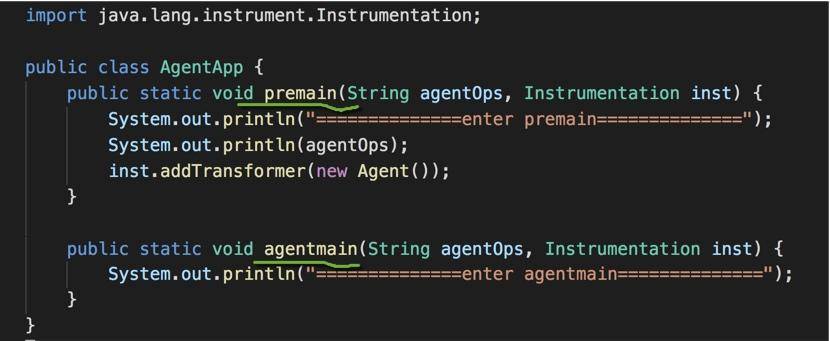 import java.lang.instrument.Instrumentation;
public class AgentApp {
public static void premain(String agentOps, Instrumentation inst) {
System.out.println("==============enter premain==============");
System.out.println(agentOps);
inst.addTransformer(new Agent());
}
public static void agentmain(String agentOps, Instrumentation inst) {
System.out.println("==============enter agentmain==============");
}
}